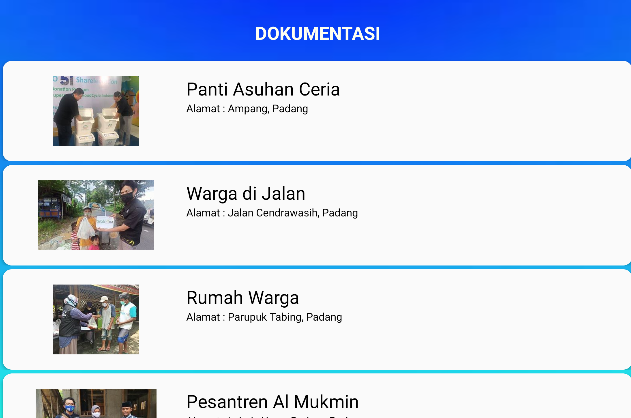 DOKUMENTASI
Panti Asuhan Ceria
Alamat : Ampang, Padang
Warga di Jalan
Alamat : Jalan Cendrawasih, Padang
Rumah Warga
Alamat : Parupuk Tabing, Padang
Pesantren Al Mukmin